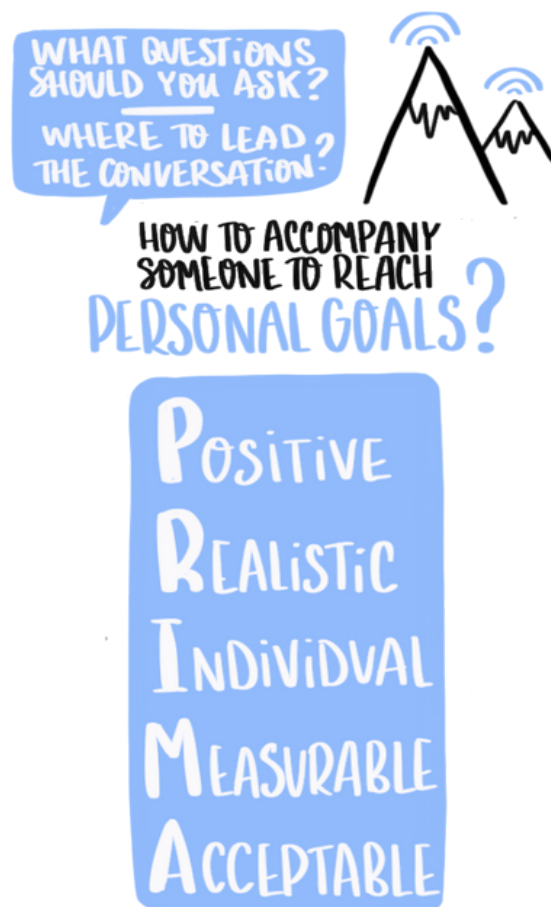 WHAT QUESTIONS
SHOULD YOU ASK?
WHERE TO LEAD
THE CONVERSATION?
HOW TO ACCOMPANY
SOMEONE TO REACH
PERSONAL GOALS?
POSITIVE
REALISTIC
INDIVIDUAL
MEASURABLE
ACCEPTABLE